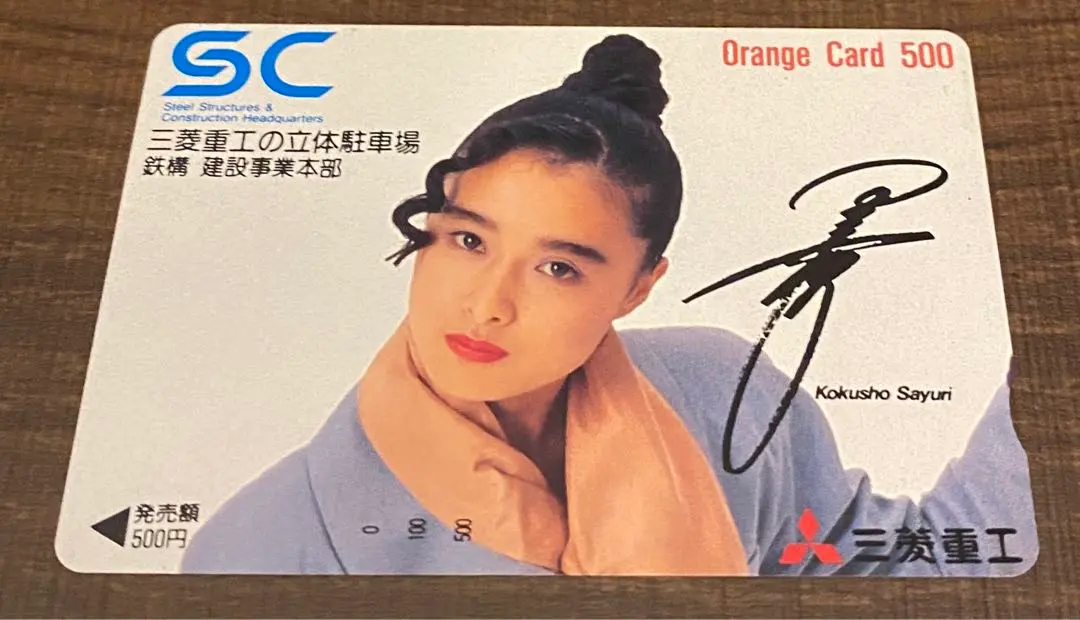 SC
Steel Structures &
Construction Headquarters
三菱重工の立体駐車場
鉄構 建設事業本部
Orange Card 500
Kokusho Sayuri
発売額
500円
0 100 500
三菱重工